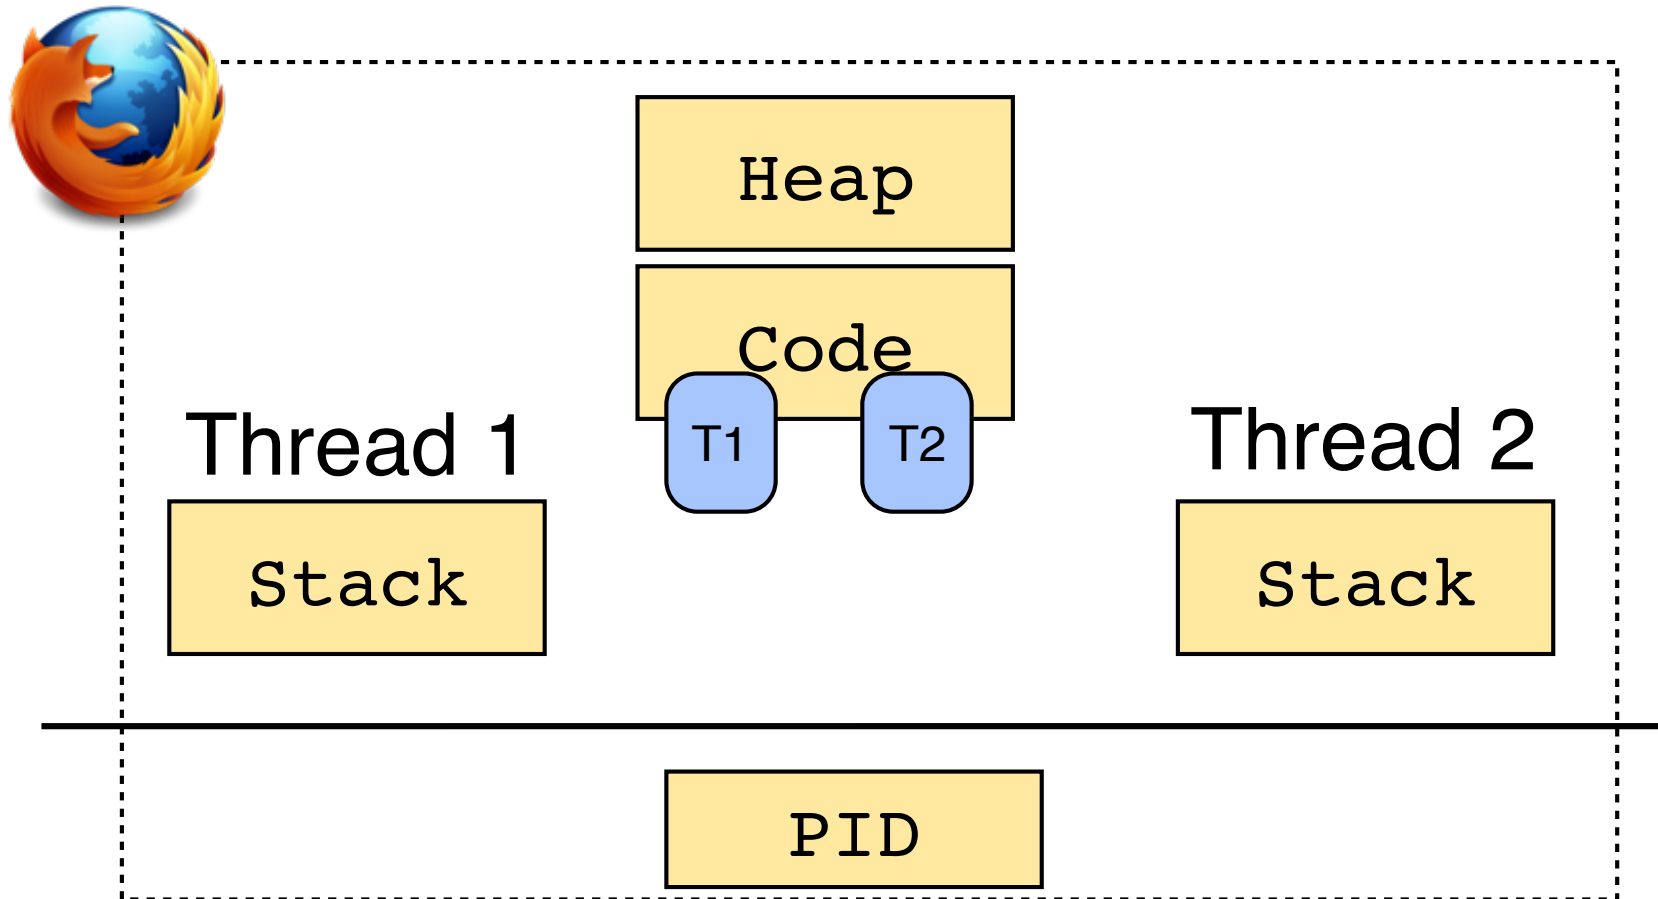 Heap
Code
T1
T2
Thread 1
Thread 2
Stack
Stack
PID